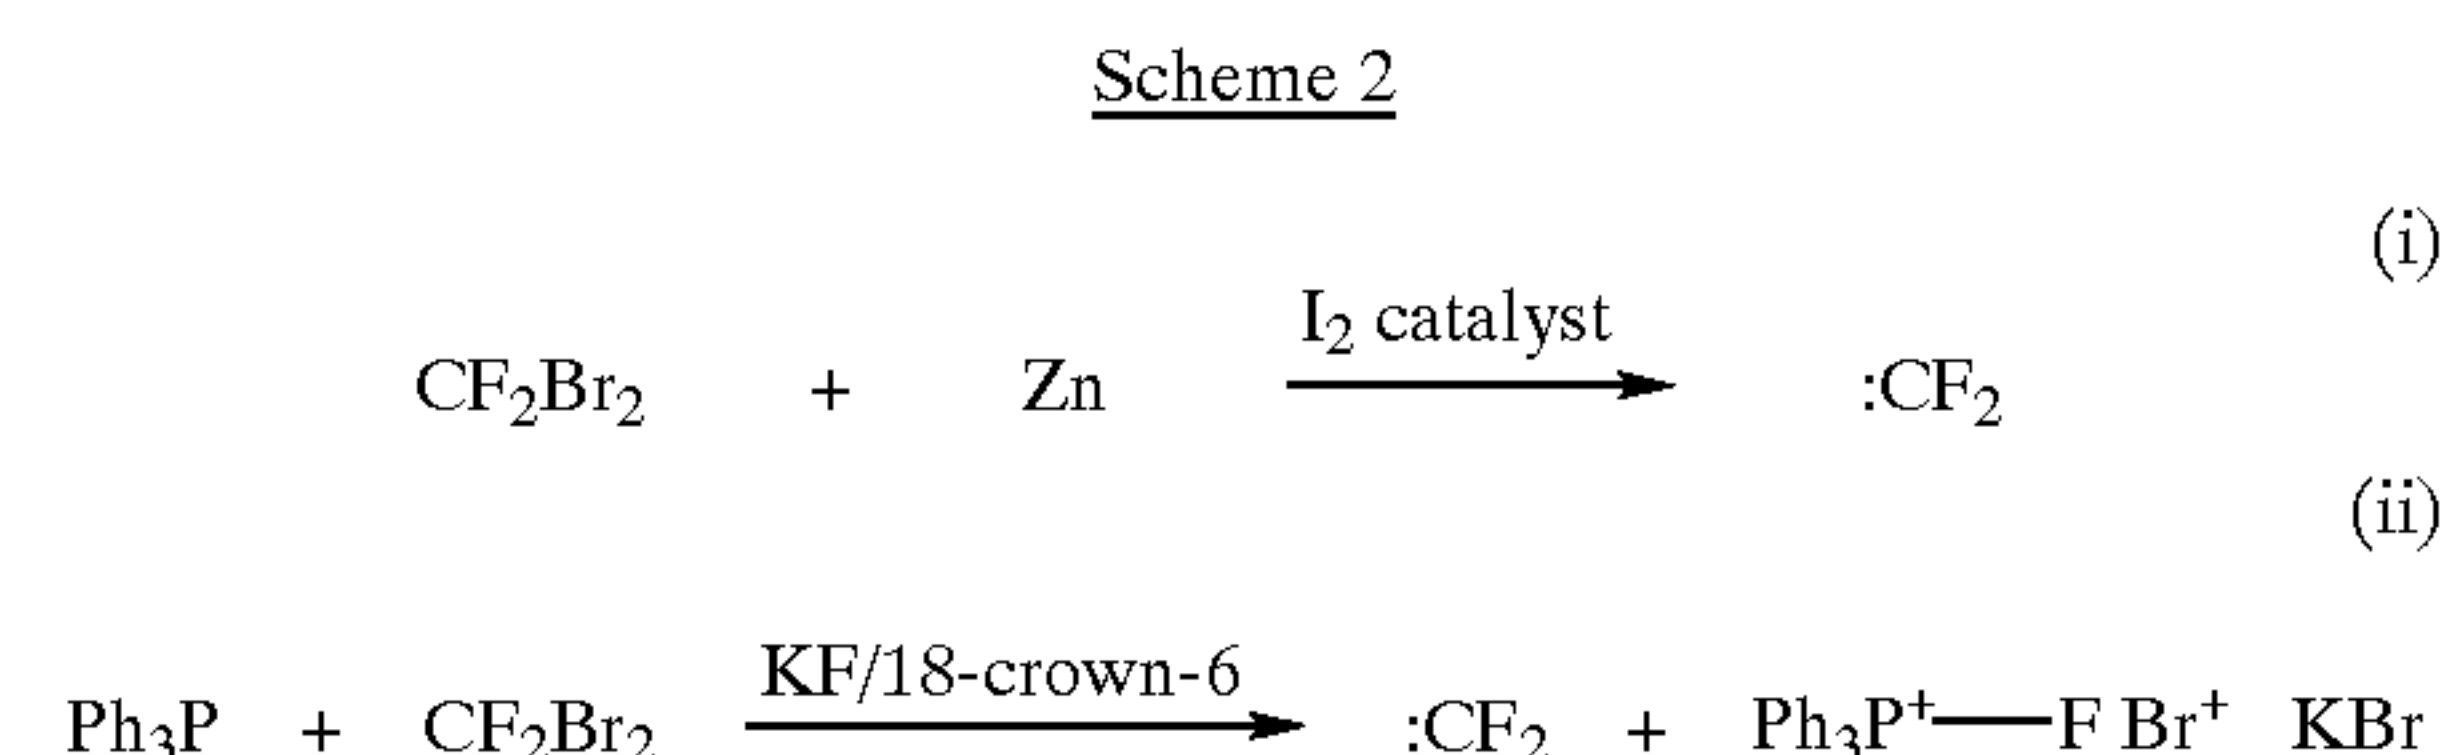 Scheme 2
(i)
I2 catalyst
CF2Br2 + Zn :CF2
(ii)
KF/18-crown-6
Ph3P + CF2Br2 :CF2 + Ph3P+—F Br+ KBr